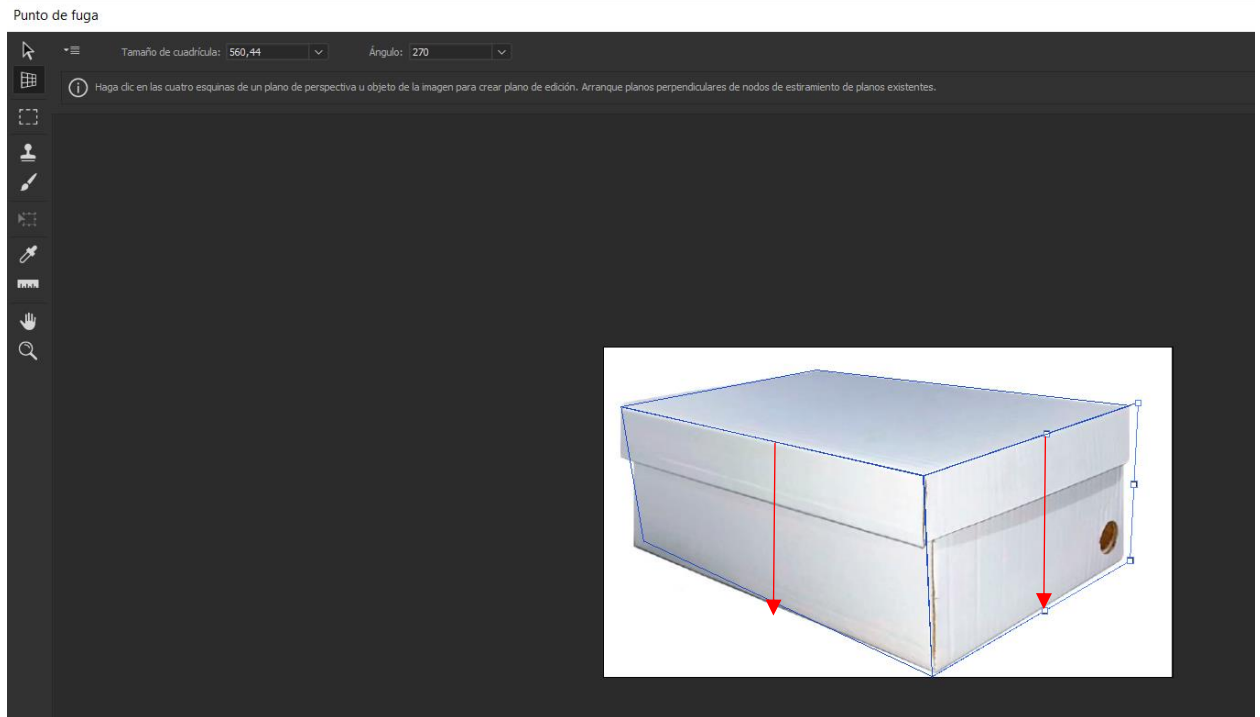 Punto de fuga
Tamaño de cuadrícula: 560,44 Ángulo: 270
Haga clic en las cuatro esquinas de un plano de perspectiva u objeto de la imagen para crear plano de edición. Arranque planos perpendiculares de nodos de estiramiento de planos existentes.